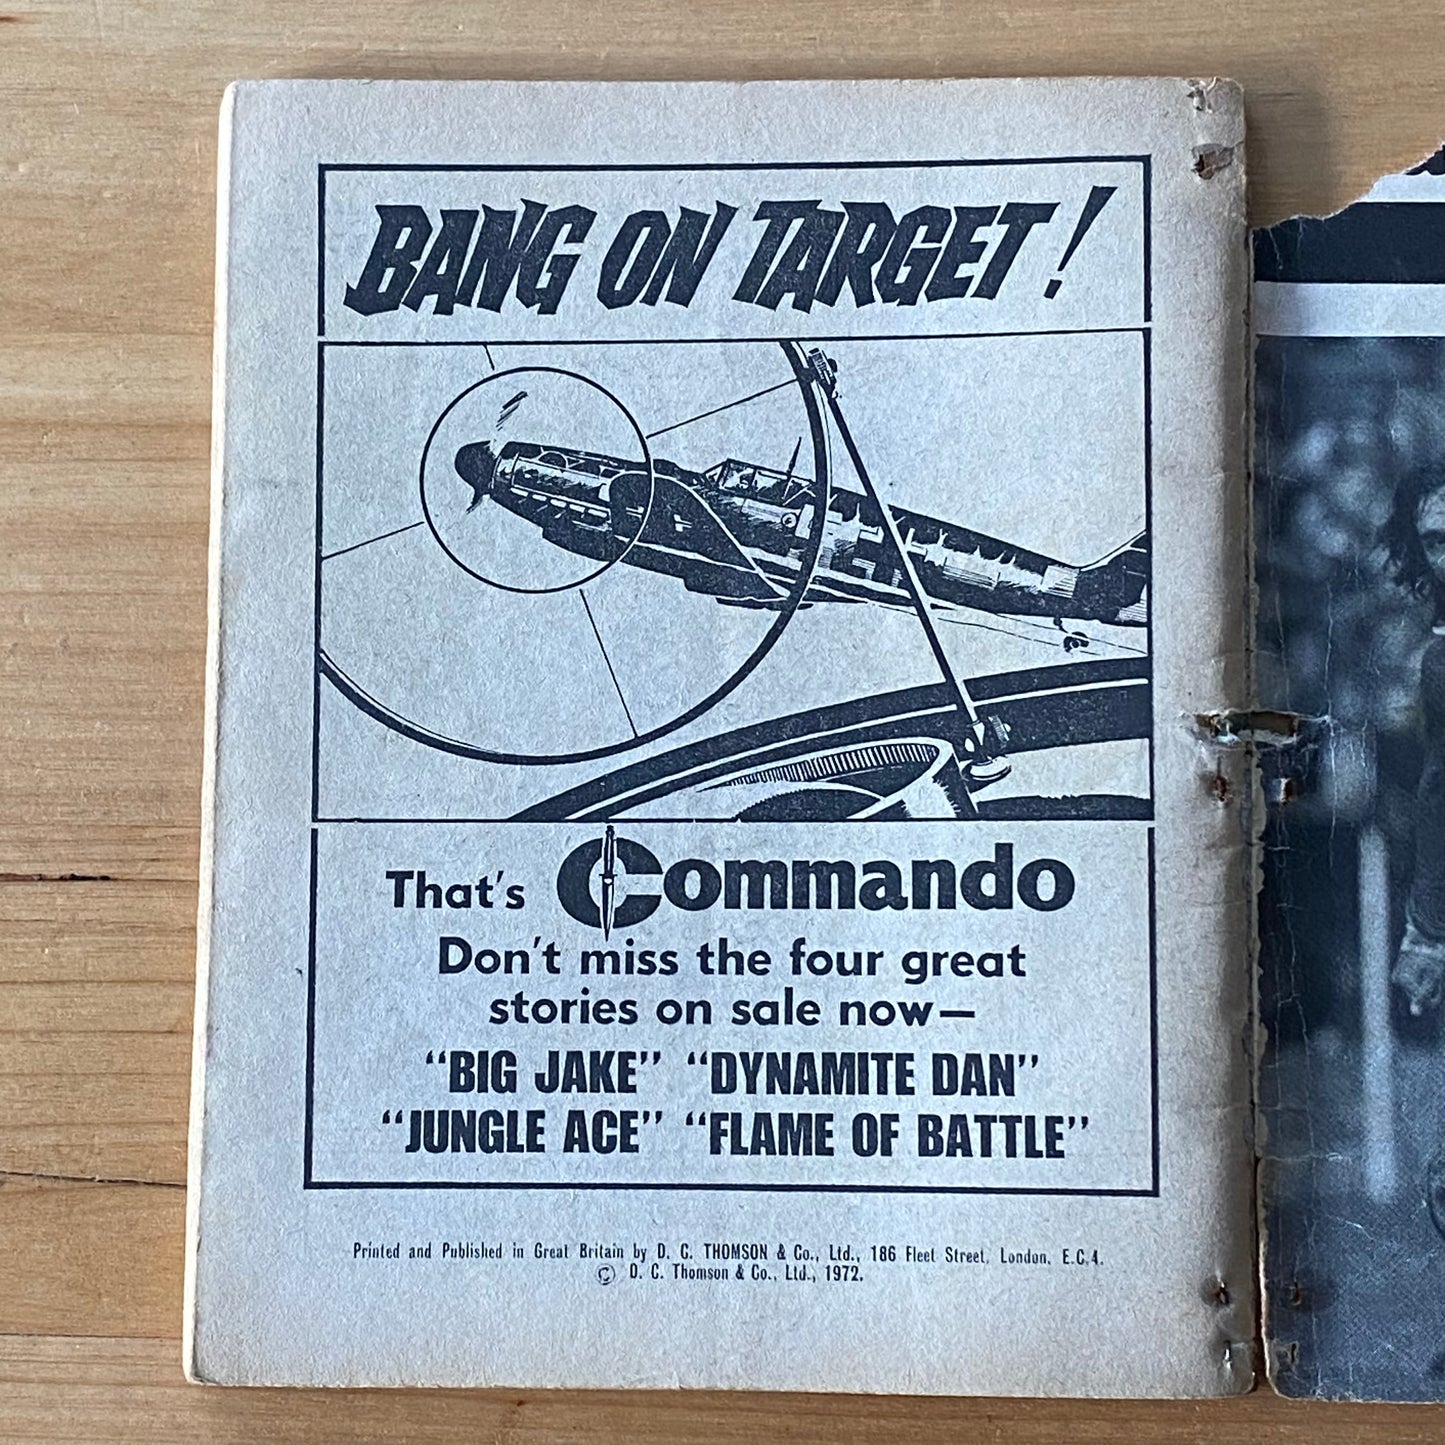 BANG ON TARGET!
That's Commando
Don't miss the four great
stories on sale now—
"BIG JAKE" "DYNAMITE DAN"
"JUNGLE ACE" "FLAME OF BATTLE"
Printed and Published in Great Britain by D. C. THOMSON & Co., Ltd., 186 Fleet Street, London, E.C.4.
© D. C. Thomson & Co., Ltd., 1972.